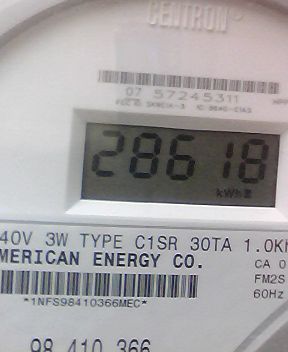 CENTRON®
07 57245311
28618
kWh
40V 3W TYPE C1SR 30TA 1.0Kh
MERICAN ENERGY CO.
CA 0
FM2S
60Hz
*1NFS98410366MEC*
98 410 366